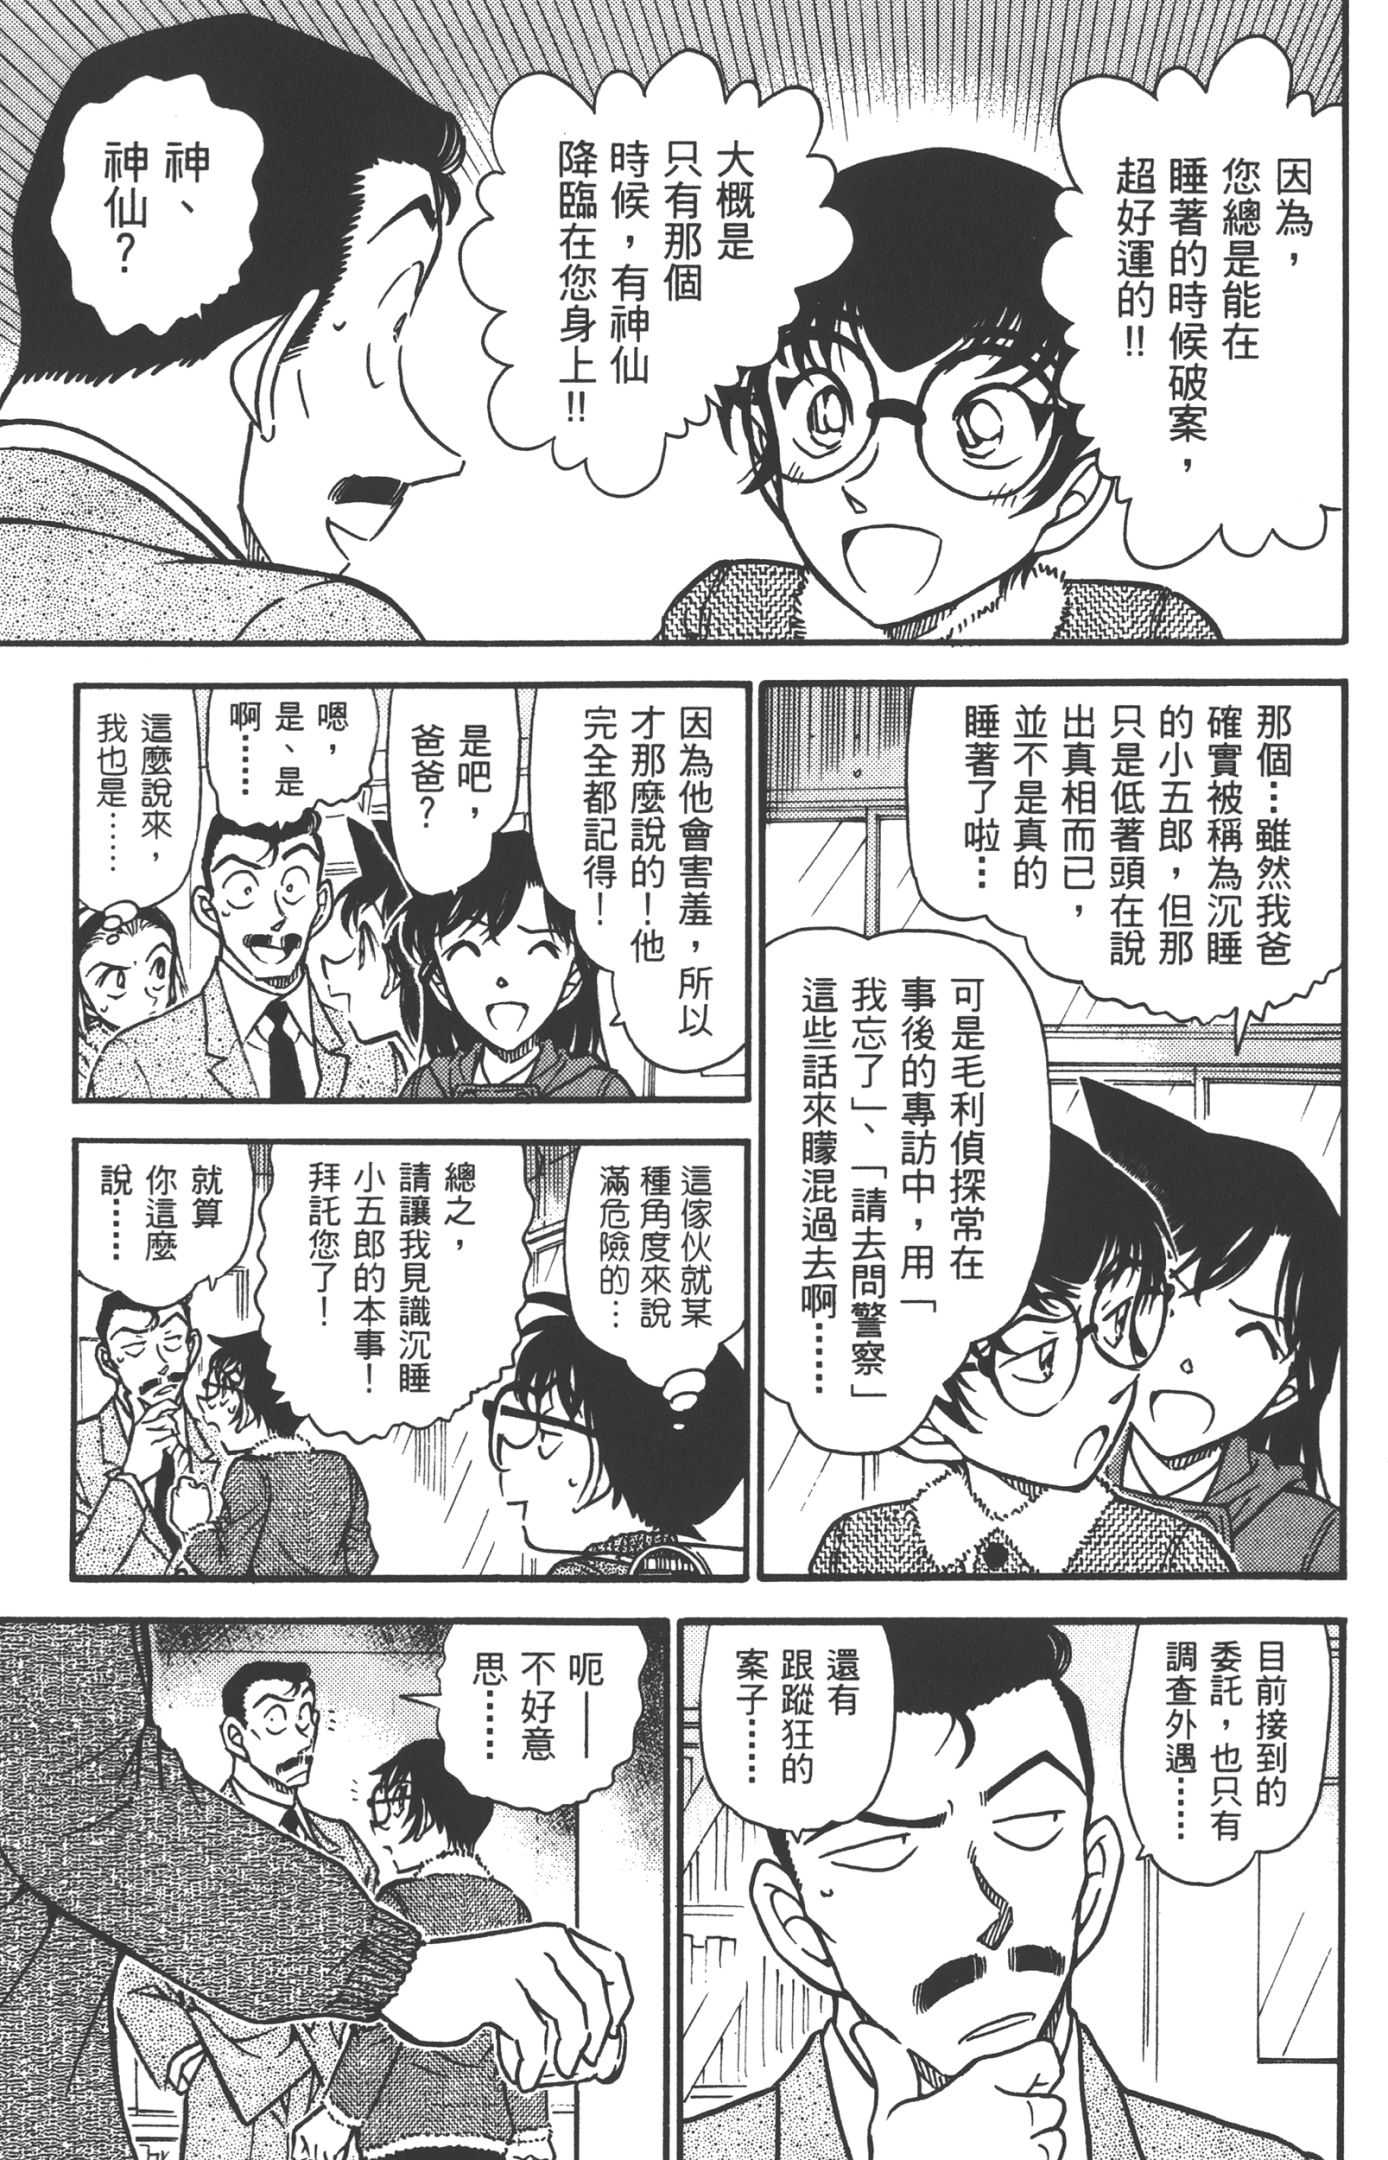 因為，
您總是能在
睡著的時候破案，
超好運的!!
大概是
只有那個
時候，有神仙
降臨在您身上!!
神、
神仙？
那個…雖然我爸
確實被稱為沉睡
的小五郎，但那
只是低著頭在說
出真相而已，
並不是真的
睡著了啦…
可是毛利偵探常在
事後的專訪中，用「
我忘了」、「請去問警察」
這些話來矇混過去啊……
因為他會害羞，所以
才那麼說的！他
完全都記得！
是吧，
爸爸？
嗯，
是、是
啊……
這麼說來，
我也是……
這傢伙就某
種角度來說
滿危險的…
總之，
請讓我見識沉睡
小五郎的本事！
拜託您了！
就算
你這麼
說……
目前接到的
委託，也只有
調查外遇……
還有
跟蹤狂的
案子……
呃──
不好意
思……